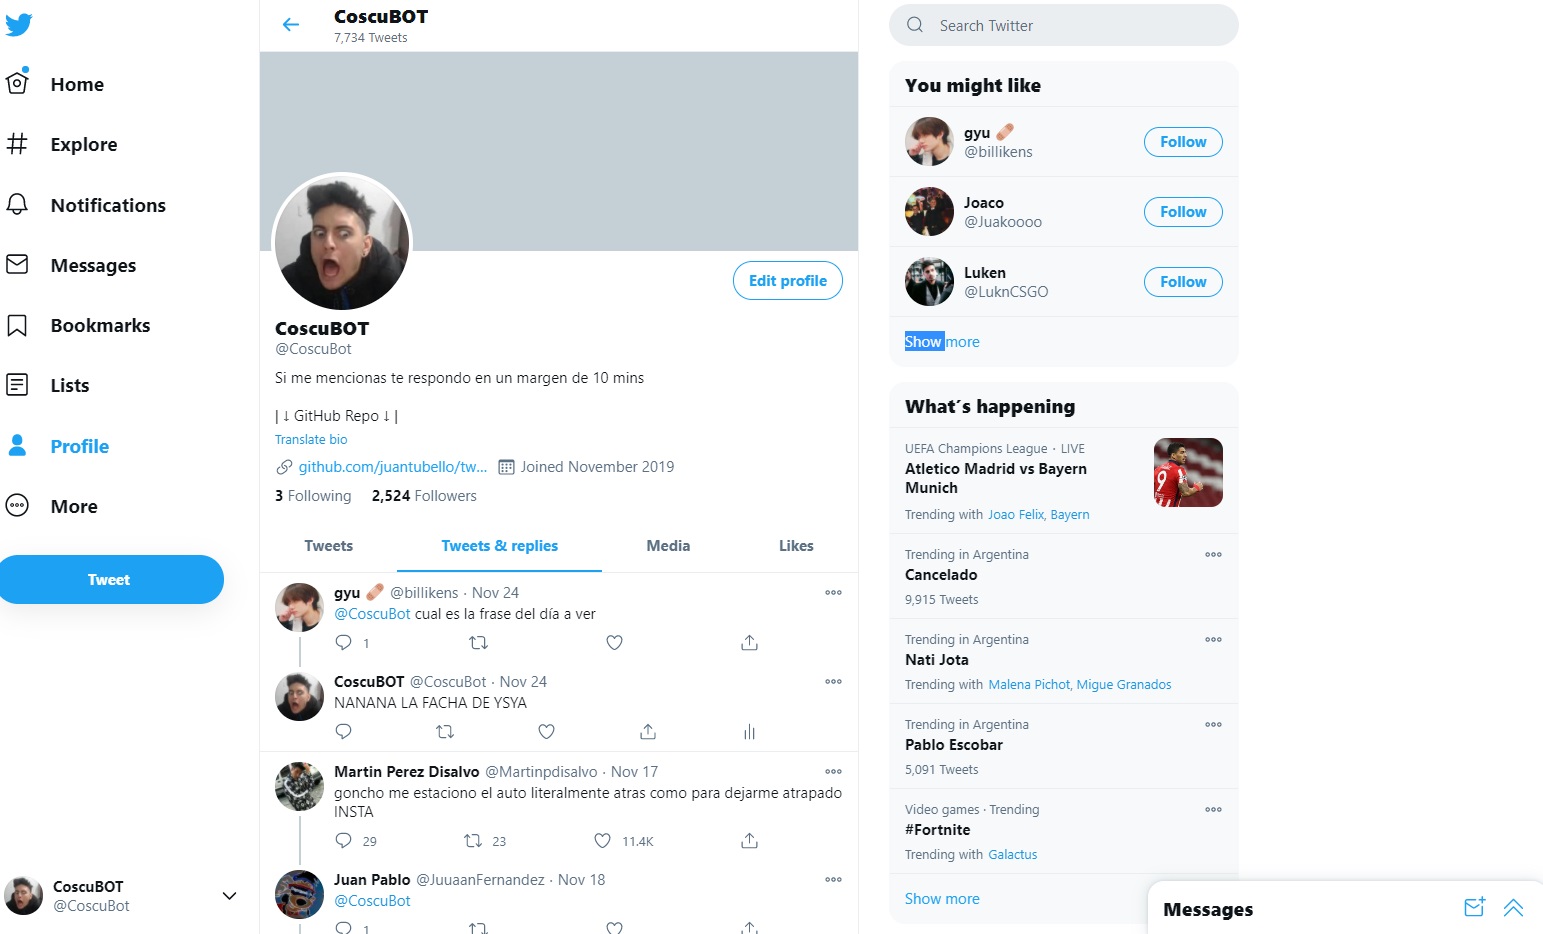 Home
Explore
Notifications
Messages
Bookmarks
Lists
Profile
More
Tweet
CoscuBOT
@CoscuBot
CoscuBOT
7,734 Tweets
Edit profile
CoscuBOT
@CoscuBot
Si me mencionas te respondo en un margen de 10 mins
| ↓ GitHub Repo ↓ |
Translate bio
github.com/juantubello/tw... Joined November 2019
3 Following 2,524 Followers
Tweets Tweets & replies Media Likes
gyu 🩹 @billikens · Nov 24
@CoscuBot cual es la frase del día a ver
1
CoscuBOT @CoscuBot · Nov 24
NANANA LA FACHA DE YSYA
Martin Perez Disalvo @Martinpdisalvo · Nov 17
goncho me estaciono el auto literalmente atras como para dejarme atrapado
INSTA
29 23 11.4K
Juan Pablo @JuuaanFernandez · Nov 18
@CoscuBot
1
Search Twitter
You might like
gyu 🩹
@billikens
Follow
Joaco
@Juakoooo
Follow
Luken
@LuknCSGO
Follow
Show more
What´s happening
UEFA Champions League · LIVE
Atletico Madrid vs Bayern
Munich
Trending with Joao Felix, Bayern
9
Trending in Argentina
Cancelado
9,915 Tweets
Trending in Argentina
Nati Jota
Trending with Malena Pichot, Migue Granados
Trending in Argentina
Pablo Escobar
5,091 Tweets
Video games · Trending
#Fortnite
Trending with Galactus
Show more
Messages